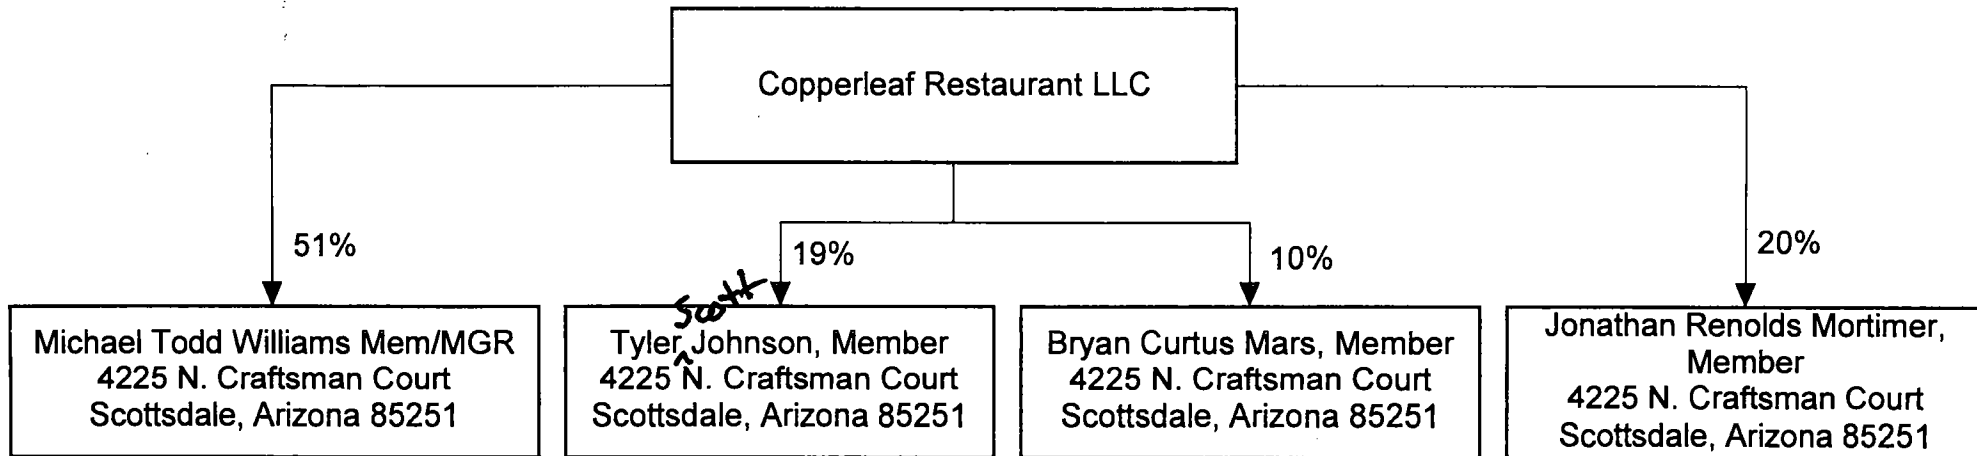 Copperleaf Restaurant LLC
51%
19%
10%
20%
Michael Todd Williams Mem/MGR
4225 N. Craftsman Court
Scottsdale, Arizona 85251
Scott
Tyler ^ Johnson, Member
4225 N. Craftsman Court
Scottsdale, Arizona 85251
Bryan Curtus Mars, Member
4225 N. Craftsman Court
Scottsdale, Arizona 85251
Jonathan Renolds Mortimer,
Member
4225 N. Craftsman Court
Scottsdale, Arizona 85251